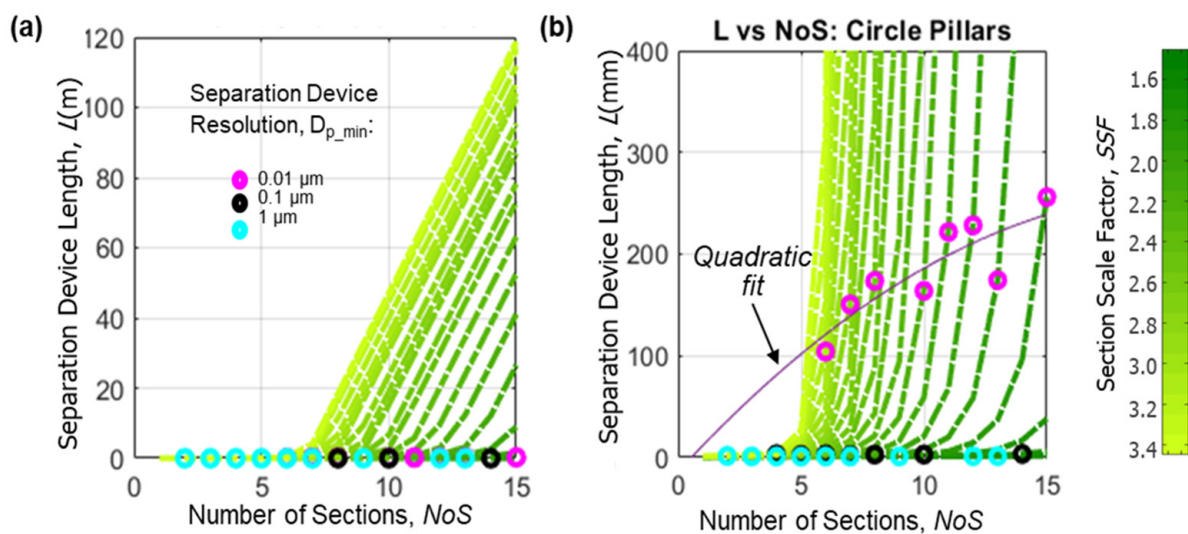 (a)
120
100
80
60
40
20
0
0
5
10
15
Separation Device Length, L(m)
Number of Sections, NoS
Separation Device
Resolution, D_p_min:
0.01 µm
0.1 µm
1 µm
(b)
L vs NoS: Circle Pillars
400
300
200
100
0
0
5
10
15
Separation Device Length, L(mm)
Number of Sections, NoS
Quadratic
fit
Section Scale Factor, SSF
1.6
1.8
2.0
2.2
2.4
2.6
2.8
3.0
3.2
3.4